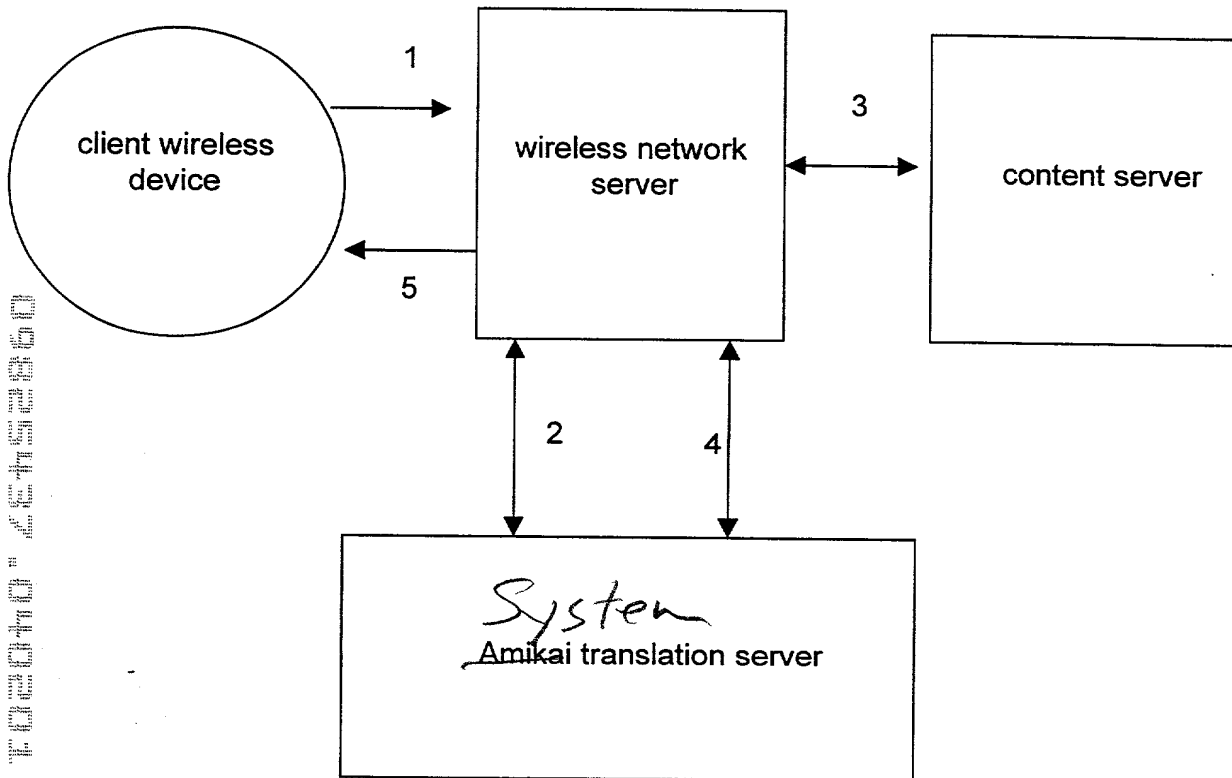 1
client wireless
device
wireless network
server
3
content server
5
2
4
System
Amikai translation server